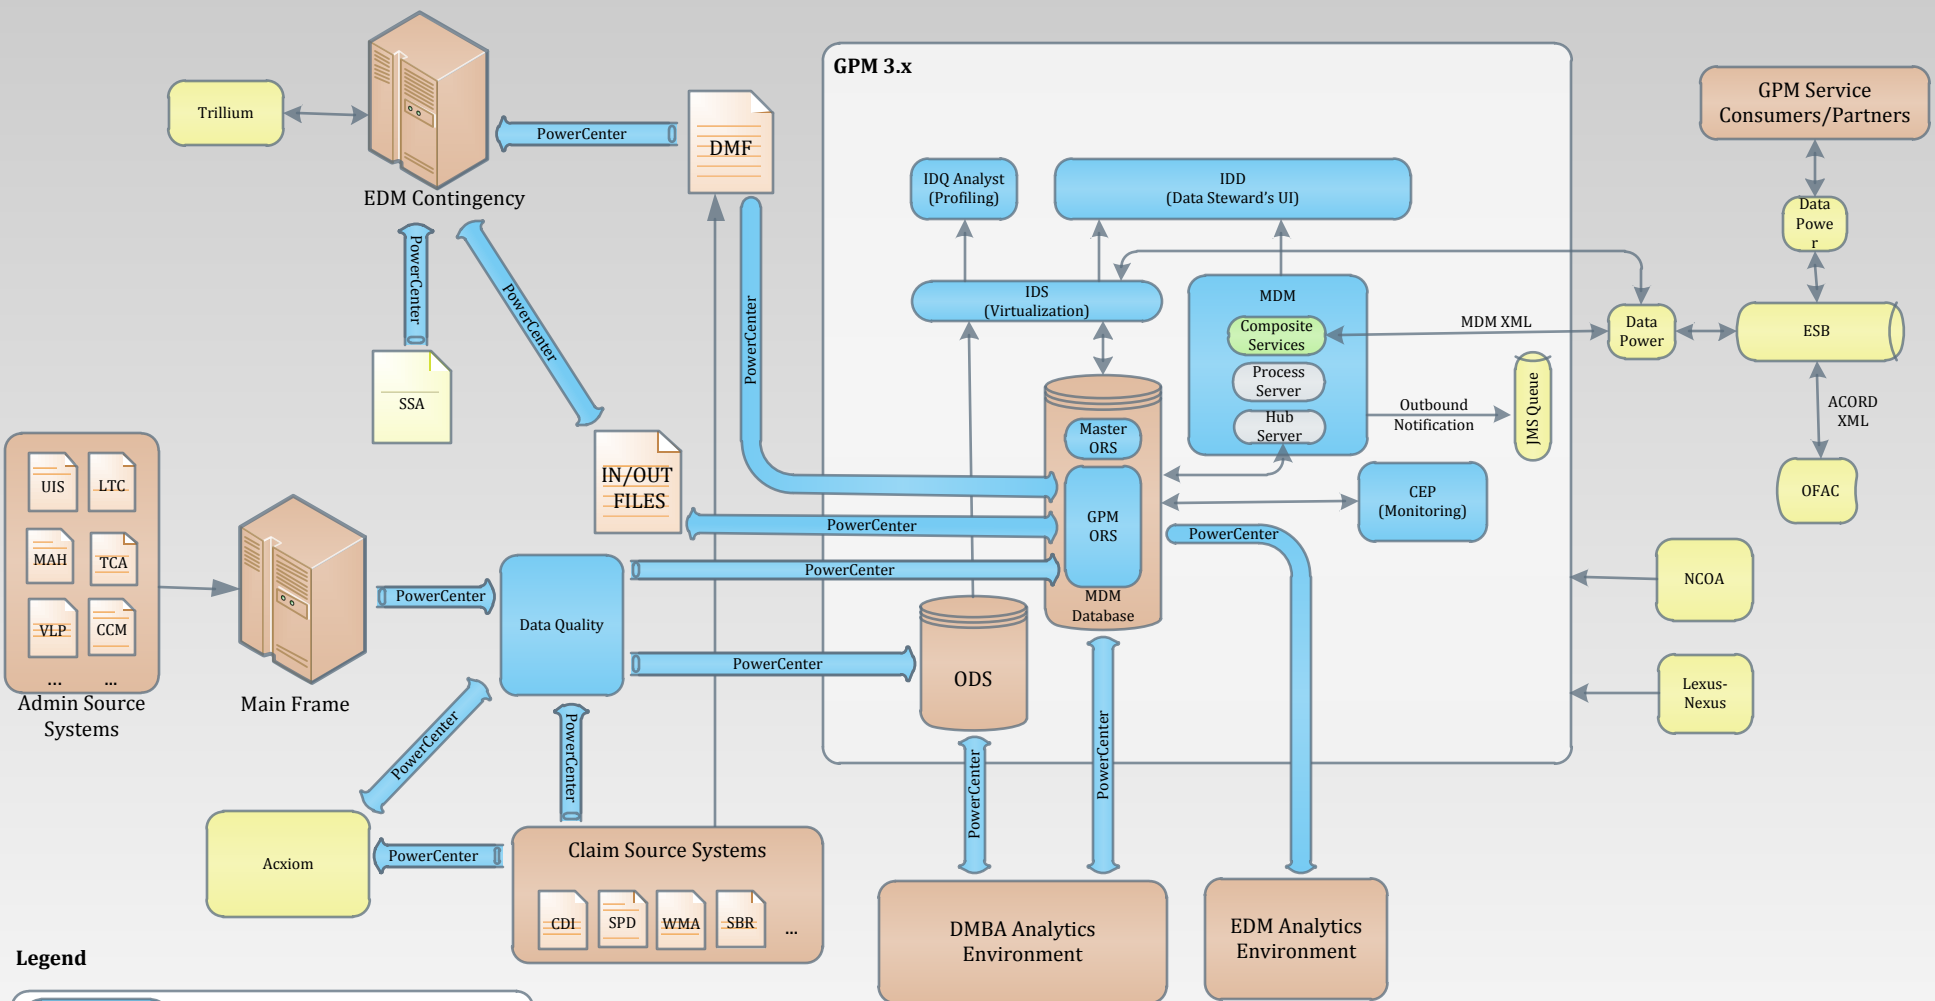 GPM 3.x
Trillium
EDM Contingency
PowerCenter
DMF
PowerCenter
PowerCenter
PowerCenter
SSA
IN/OUT
FILES
IDQ Analyst
(Profiling)
IDD
(Data Steward's UI)
IDS
(Virtualization)
MDM
Composite
Services
Process
Server
Hub
Server
MDM XML
Outbound
Notification
JMS Queue
Master
ORS
GPM
ORS
MDM
Database
CEP
(Monitoring)
PowerCenter
PowerCenter
PowerCenter
GPM Service
Consumers/Partners
Data
Powe
r
Data
Power
ESB
ACORD
XML
OFAC
NCOA
Lexus-
Nexus
UIS
LTC
MAH
TCA
VLP
CCM
...
...
Admin Source
Systems
Main Frame
PowerCenter
Data Quality
PowerCenter
ODS
PowerCenter
PowerCenter
PowerCenter
PowerCenter
PowerCenter
Acxiom
Claim Source Systems
CDI
SPD
WMA
SBR
...
DMBA Analytics
Environment
EDM Analytics
Environment
Legend